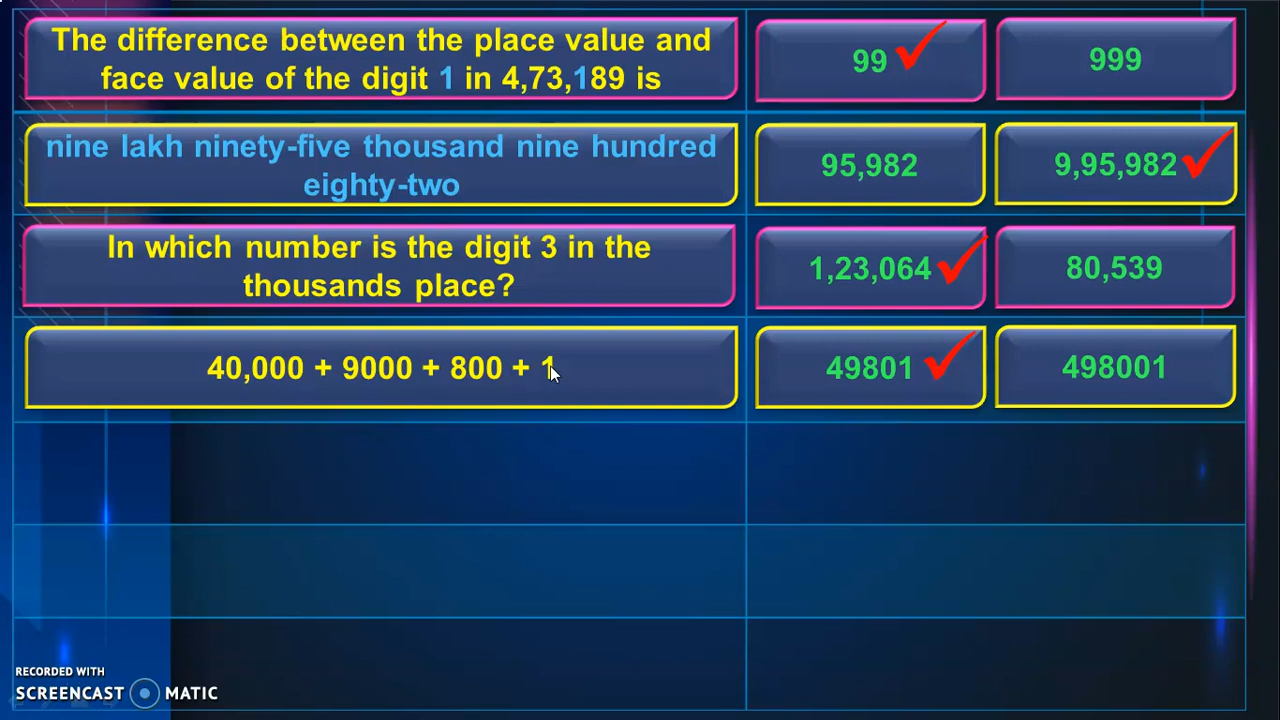 The difference between the place value and
face value of the digit 1 in 4,73,189 is
99
999
nine lakh ninety-five thousand nine hundred
eighty-two
95,982
9,95,982
In which number is the digit 3 in the
thousands place?
1,23,064
80,539
40,000 + 9000 + 800 + 1
49801
498001
RECORDED WITH
SCREENCAST MATIC